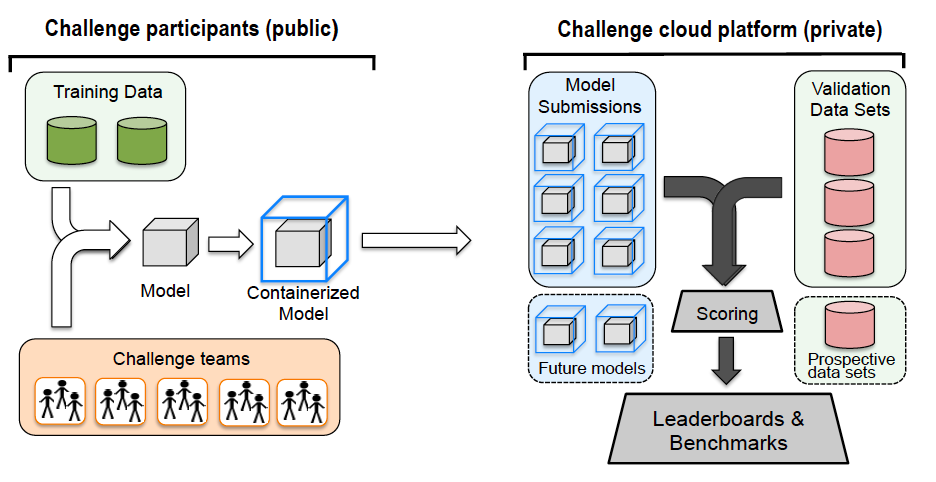 Challenge participants (public)
Training Data
Model
Containerized
Model
Challenge teams
Challenge cloud platform (private)
Model
Submissions
Validation
Data Sets
Scoring
Future models
Prospective
data sets
Leaderboards &
Benchmarks